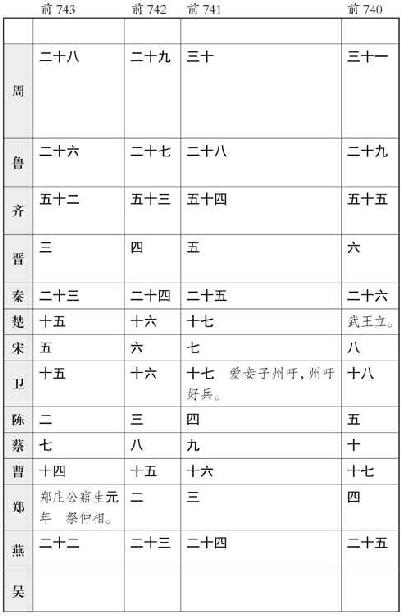 前 743 前 742 前 741 前 740
周 二十八 二十九 三十 三十一
鲁 二十六 二十七 二十八 二十九
齐 五十二 五十三 五十四 五十五
晋 三 四 五 六
秦 二十三 二十四 二十五 二十六
楚 十五 十六 十七 武王立。
宋 五 六 七 八
卫 十五 十六 十七 爱妾子州吁,州吁 十八
好兵。
陈 二 三 四 五
蔡 七 八 九 十
曹 十四 十五 十六 十七
郑 郑庄公寤生元 二 三 四
年 祭仲相。
燕 二十二 二十三 二十四 二十五
吴